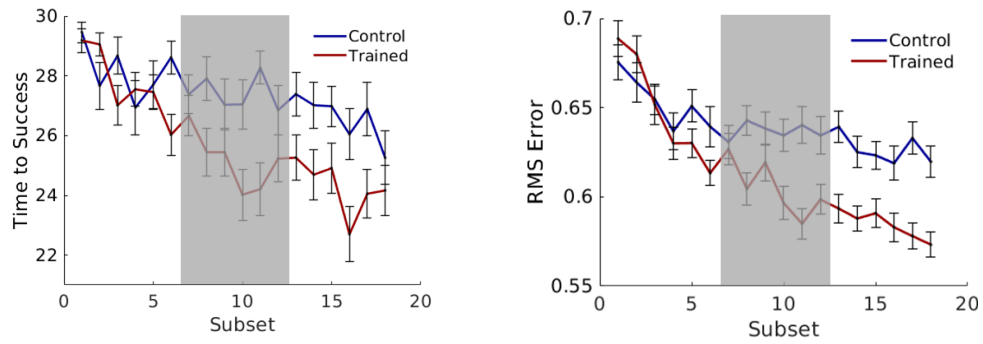 30
28
26
24
22
0
5
10
15
20
Time to Success
Subset
Control
Trained
0.7
0.65
0.6
0.55
0
5
10
15
20
RMS Error
Subset
Control
Trained